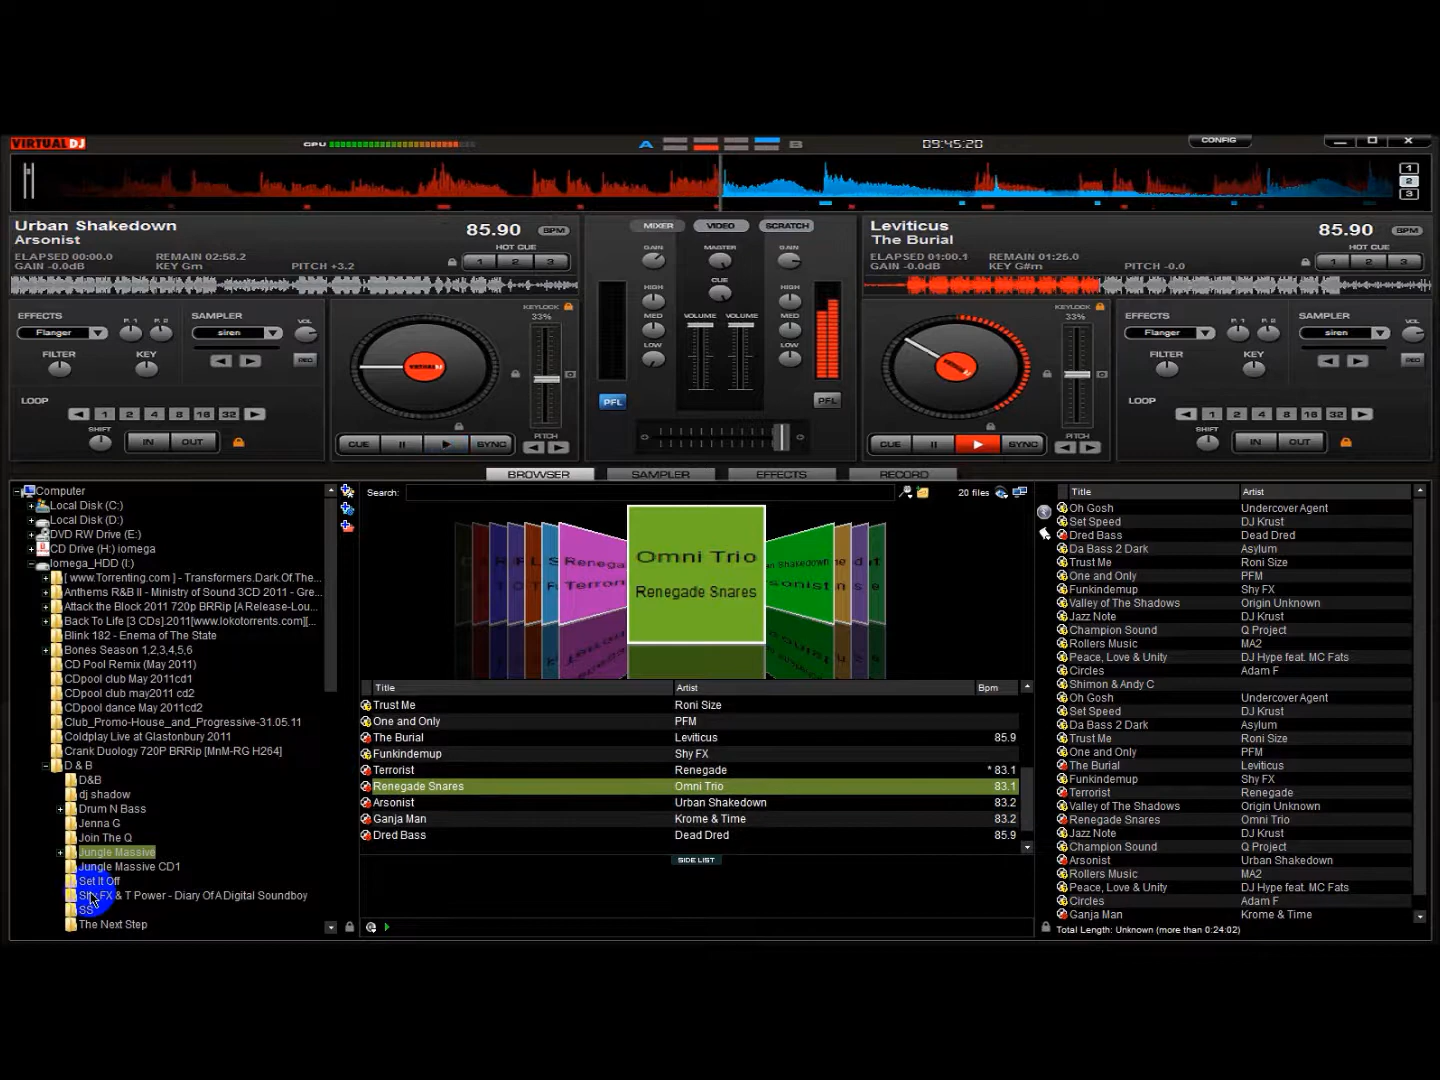 VIRTUAL DJ
CPU
A
B
09:45:20
CONFIG
1
2
3
Urban Shakedown
Arsonist
85.90 BPM
HOT CUE
ELAPSED 00:00.0 REMAIN 02:58.2
GAIN -0.0dB KEY Gm PITCH +3.2
1 2 3
MIXER VIDEO SCRATCH
GAIN MASTER GAIN
CUE
HIGH HIGH
MED VOLUME VOLUME MED
LOW LOW
PFL PFL
Leviticus
The Burial
85.90 BPM
HOT CUE
ELAPSED 01:00.1 REMAIN 01:25.0
GAIN -0.0dB KEY G#m PITCH -0.0
1 2 3
EFFECTS SAMPLER VOL
Flanger P.1 P.2 siren
FILTER KEY REC
LOOP
1 2 4 8 16 32
SHIFT IN OUT
KEYLOCK
33%
VIRTUAL DJ
CUE SYNC PITCH
KEYLOCK
33%
CUE SYNC PITCH
EFFECTS SAMPLER VOL
Flanger P.1 P.2 siren
FILTER KEY REC
LOOP
1 2 4 8 16 32
SHIFT IN OUT
BROWSER SAMPLER EFFECTS RECORD
Computer
Local Disk (C:)
Local Disk (D:)
DVD RW Drive (E:)
CD Drive (H:) iomega
Iomega_HDD (I:)
[ www.Torrenting.com ] - Transformers.Dark.Of.The...
Anthems R&B II - Ministry of Sound 3CD 2011 - Gre...
Attack the Block 2011 720p BRRip [A Release-Lou...
Back To Life [3 CDs].2011[www.lokotorrents.com][...
Blink 182 - Enema of The State
Bones Season 1,2,3,4,5,6
CD Pool Remix (May 2011)
CDpool club May 2011cd1
CDpool club may2011 cd2
CDpool dance May 2011cd2
Club_Promo-House_and_Progressive-31.05.11
Coldplay Live at Glastonbury 2011
Crank Duology 720P BRRip [MnM-RG H264]
D & B
D&B
dj shadow
Drum N Bass
Jenna G
Join The Q
Jungle Massive
Jungle Massive CD1
Set It Off
Shy FX & T Power - Diary Of A Digital Soundboy
SS
The Next Step
Search:
20 files
Renega
Terron
Omni Trio
Renegade Snares
n Shakedown
sonist
Title Artist Bpm
Trust Me Roni Size
One and Only PFM
The Burial Leviticus 85.9
Funkindemup Shy FX
Terrorist Renegade * 83.1
Renegade Snares Omni Trio 83.1
Arsonist Urban Shakedown 83.2
Ganja Man Krome & Time 83.2
Dred Bass Dead Dred 85.9
SIDE LIST
Title Artist
Oh Gosh Undercover Agent
Set Speed DJ Krust
Dred Bass Dead Dred
Da Bass 2 Dark Asylum
Trust Me Roni Size
One and Only PFM
Funkindemup Shy FX
Valley of The Shadows Origin Unknown
Jazz Note DJ Krust
Champion Sound Q Project
Rollers Music MA2
Peace, Love & Unity DJ Hype feat. MC Fats
Circles Adam F
Shimon & Andy C
Oh Gosh Undercover Agent
Set Speed DJ Krust
Da Bass 2 Dark Asylum
Trust Me Roni Size
One and Only PFM
The Burial Leviticus
Funkindemup Shy FX
Terrorist Renegade
Valley of The Shadows Origin Unknown
Renegade Snares Omni Trio
Jazz Note DJ Krust
Champion Sound Q Project
Arsonist Urban Shakedown
Rollers Music MA2
Peace, Love & Unity DJ Hype feat. MC Fats
Circles Adam F
Ganja Man Krome & Time
Total Length: Unknown (more than 0:24:02)